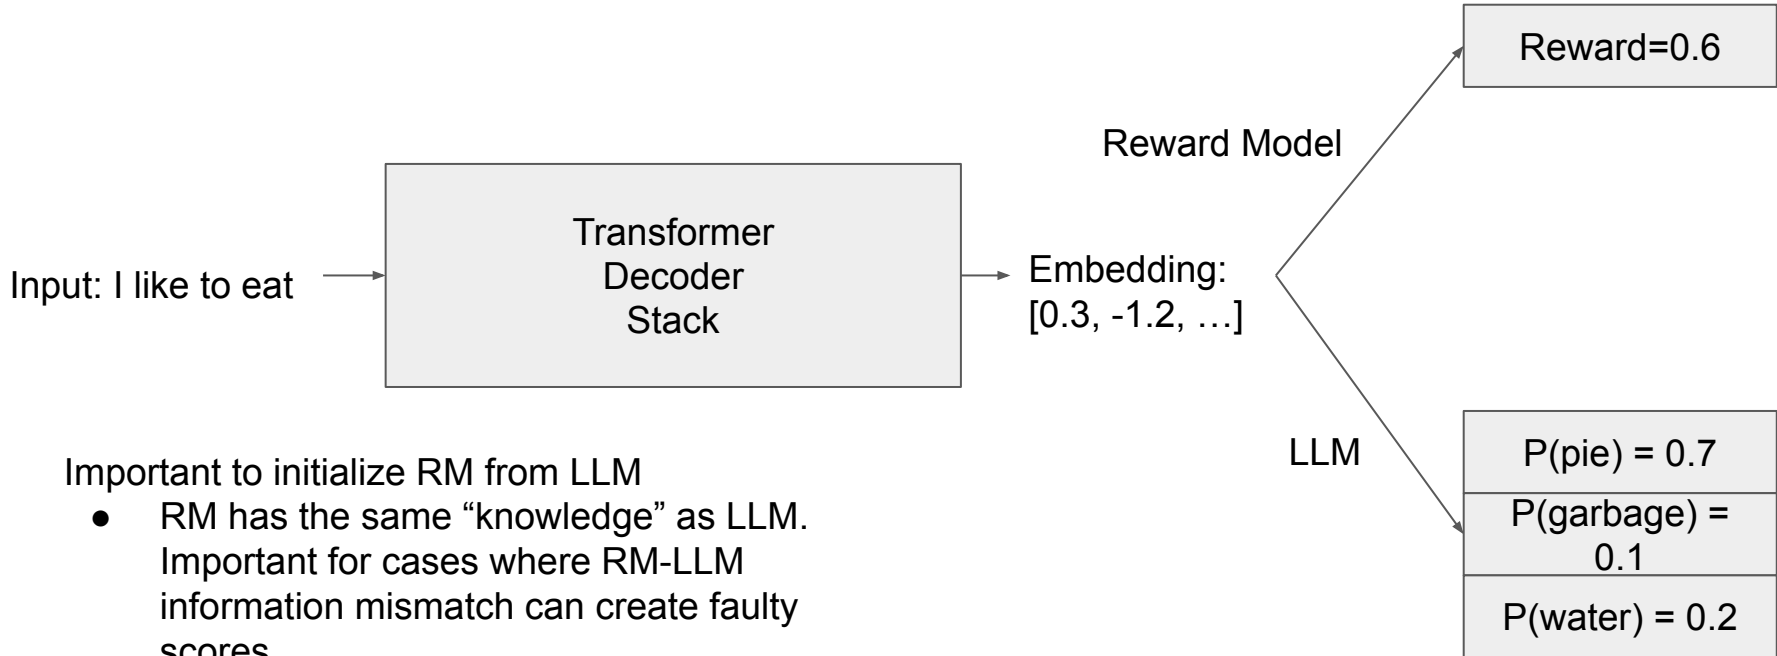 Reward=0.6
Reward Model
Transformer
Decoder
Stack
Input: I like to eat
Embedding:
[0.3, -1.2, …]
LLM
P(pie) = 0.7
P(garbage) =
0.1
P(water) = 0.2
Important to initialize RM from LLM
● RM has the same “knowledge” as LLM.
Important for cases where RM-LLM
information mismatch can create faulty
scores